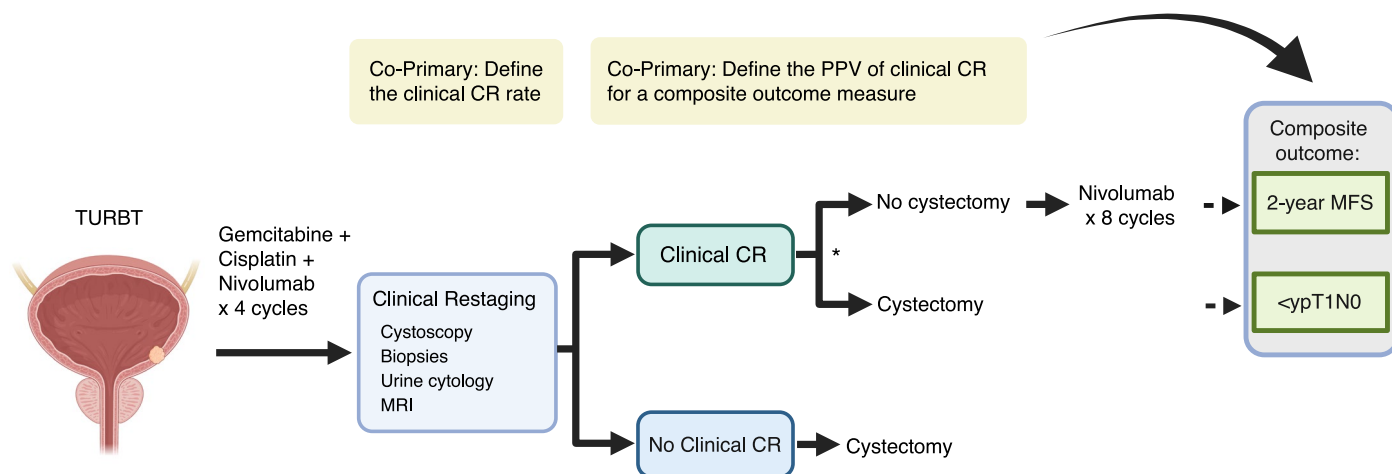 Co-Primary: Define
the clinical CR rate
Co-Primary: Define the PPV of clinical CR
for a composite outcome measure
Composite
outcome:
2-year MFS
<ypT1N0
TURBT
Gemcitabine +
Cisplatin +
Nivolumab
x 4 cycles
Clinical Restaging
Cystoscopy
Biopsies
Urine cytology
MRI
Clinical CR
*
No cystectomy
Nivolumab
x 8 cycles
Cystectomy
No Clinical CR
Cystectomy